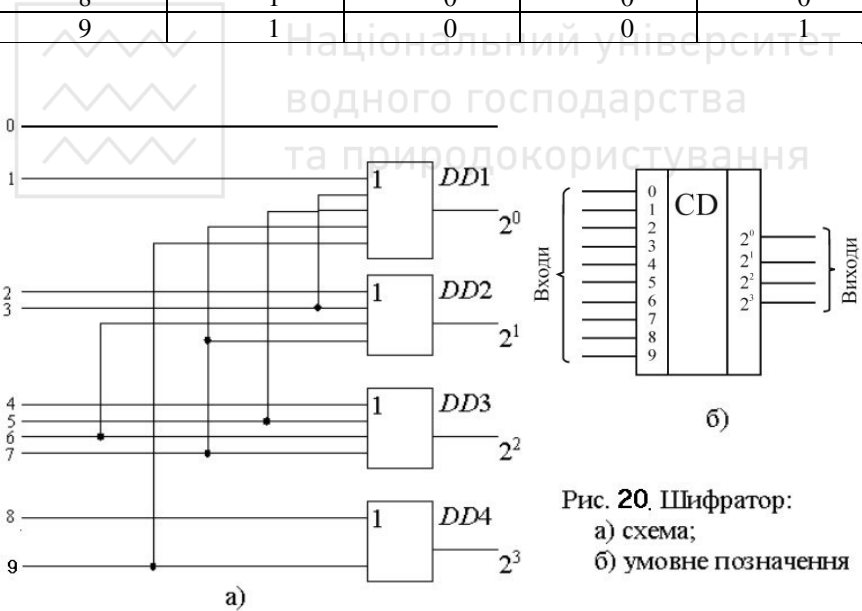 8 1 0 0 0
9 1 0 0 1
Національний університет
водного господарства
та природокористування
0
1
1 DD1
2⁰
2
3
1 DD2
2¹
4
5
6
7
1 DD3
2²
8
9
1 DD4
2³
а)
Входи
0
1
2
3
4
5
6
7
8
9
CD
2⁰
2¹
2²
2³
Виходи
б)
Рис. 20. Шифратор:
а) схема;
б) умовне позначення